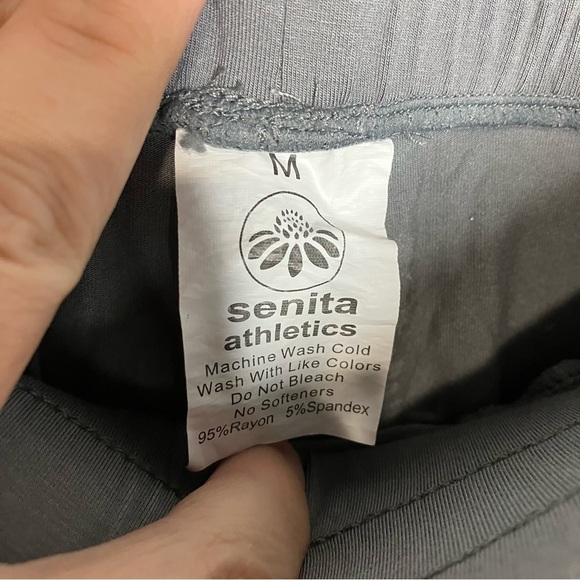 M
senita
athletics
Machine Wash Cold
Wash With Like Colors
Do Not Bleach
No Softeners
95%Rayon 5%Spandex